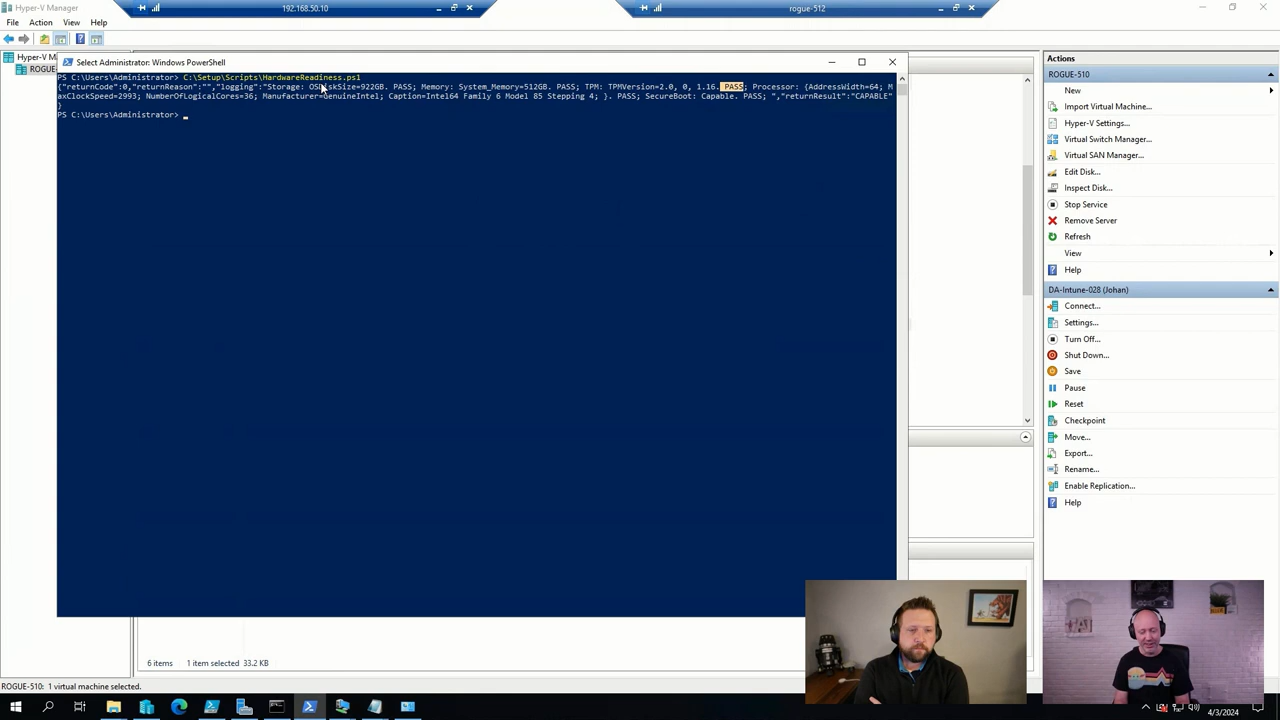 Hyper-V Manager
192.168.50.10
rogue-512
File Action View Help
Hyper-V M
ROGUE
Select Administrator: Windows PowerShell
PS C:\Users\Administrator> C:\Setup\Scripts\HardwareReadiness.ps1
{"returnCode":0,"returnReason":"","logging":"Storage: OSDiskSize=922GB. PASS; Memory: System_Memory=512GB. PASS; TPM: TPMVersion=2.0, 0, 1.16. PASS; Processor: {AddressWidth=64; M
axClockSpeed=2993; NumberOfLogicalCores=36; Manufacturer=GenuineIntel; Caption=Intel64 Family 6 Model 85 Stepping 4; }. PASS; SecureBoot: Capable. PASS; ","returnResult":"CAPABLE"
}
PS C:\Users\Administrator>
Actions
ROGUE-510
New
Import Virtual Machine...
Hyper-V Settings...
Virtual Switch Manager...
Virtual SAN Manager...
Edit Disk...
Inspect Disk...
Stop Service
Remove Server
Refresh
View
Help
DA-Intune-028 (Johan)
Connect...
Settings...
Turn Off...
Shut Down...
Save
Pause
Reset
Checkpoint
Move...
Export...
Rename...
Enable Replication...
Help
6 items 1 item selected 33.2 KB
ROGUE-510: 1 virtual machine selected.
4/3/2024